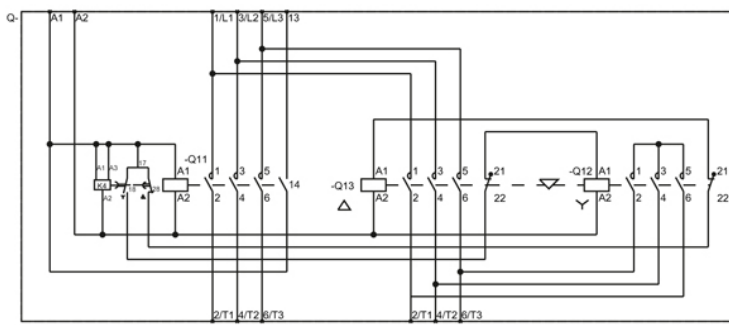 Q- A1 A2 1/L1 3/L2 5/L3 13
A1 A3 17 A1 -Q11 1 3 5 14
K4 A2 18 28 A2 2 4 6
-Q13 A1 A2 1 3 5 21
2 4 6 22
-Q12 A1 A2 1 3 5 21
2 4 6 22
2/T1 4/T2 6/T3 2/T1 4/T2 6/T3